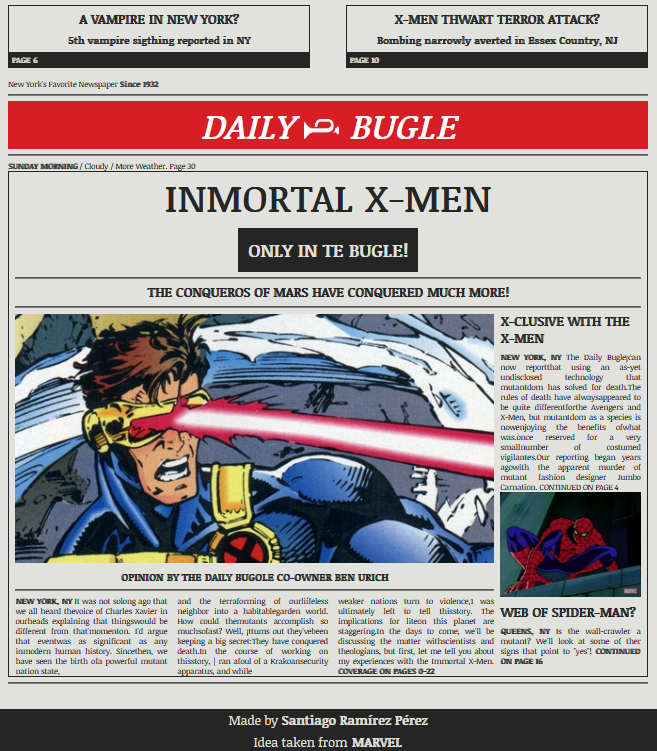 A VAMPIRE IN NEW YORK?
5th vampire sigthing reported in NY
PAGE 6
X-MEN THWART TERROR ATTACK?
Bombing narrowly averted in Essex Country, NJ
PAGE 10
New York's Favorite Newspaper Since 1932
DAILY BUGLE
SUNDAY MORNING / Cloudy / More Weather. Page 30
INMORTAL X-MEN
ONLY IN TE BUGLE!
THE CONQUEROS OF MARS HAVE CONQUERED MUCH MORE!
OPINION BY THE DAILY BUGOLE CO-OWNER BEN URICH
NEW YORK, NY It was not solong ago that
we all heard thevoice of Charles Xavier in
ourheads explaining that thingswould be
different from that'momenton. I'd argue
that eventwas as significant as any
inmodern human history. Sincethen, we
have seen the birth ofa powerful mutant
nation state,
and the terraforming of ourlifeless
neighbor into a habitablegarden world.
How could themutants accomplish so
muchsofast? Well, ¡tturns out they'vebeen
keeping a big secret:They have conquered
death.In the course of working on
thisstory, | ran afoul of a Krakoansecurity
apparatus, and while
weaker nations turn to violence,I was
ultimately left to tell thisstory. The
implications for liteon this planet are
staggering.In the days to come, we'll be
discussing the matter withscientists and
theologians, but first, let me tell you about
my experiences with the Immortal X-Men.
COVERAGE ON PAGES 0-22
X-CLUSIVE WITH THE
X-MEN
NEW YORK, NY The Daily Bugle¡can
now reportthat using an as-yet
undisclosed technology that
mutantdom has solved for death.The
rules of death have alwaysappeared to
be quite differentforthe Avengers and
X-Men, but mutantdom as a species is
nowenjoying the benefits ofwhat
was.once reserved for a very
smallnumber of costumed
vigilantes.Our reporting began years
agowith the apparent murder of
mutant fashion designer Jumbo
Carnation. CONTINUED ON PAGE 4
WEB OF SPIDER-MAN?
QUEENS, NY Is the wall-crawler a
mutant? We'll look at some of ther
signs that point to "yes"! CONTINUED
ON PAGE 16
Made by Santiago Ramírez Pérez
Idea taken from MARVEL